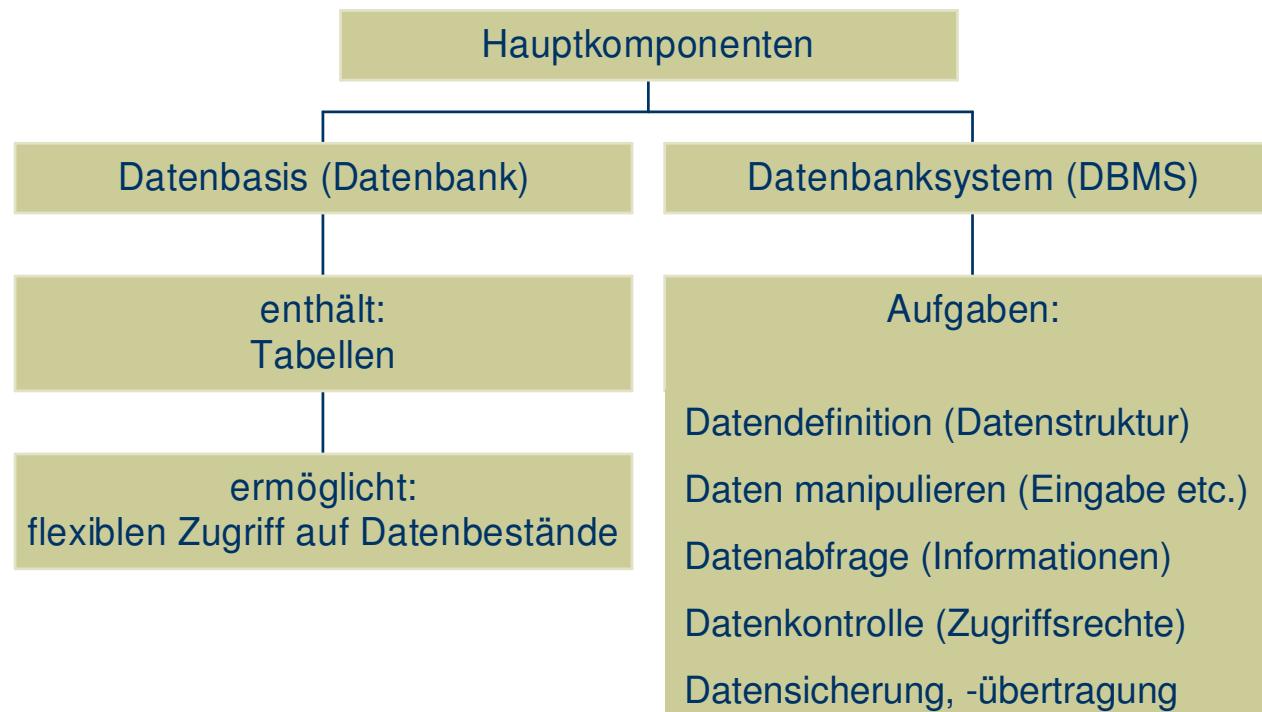 Hauptkomponenten
Datenbasis (Datenbank)
Datenbanksystem (DBMS)
enthält:
Tabellen
ermöglicht:
flexiblen Zugriff auf Datenbestände
Aufgaben:
Datendefinition (Datenstruktur)
Daten manipulieren (Eingabe etc.)
Datenabfrage (Informationen)
Datenkontrolle (Zugriffsrechte)
Datensicherung, -übertragung